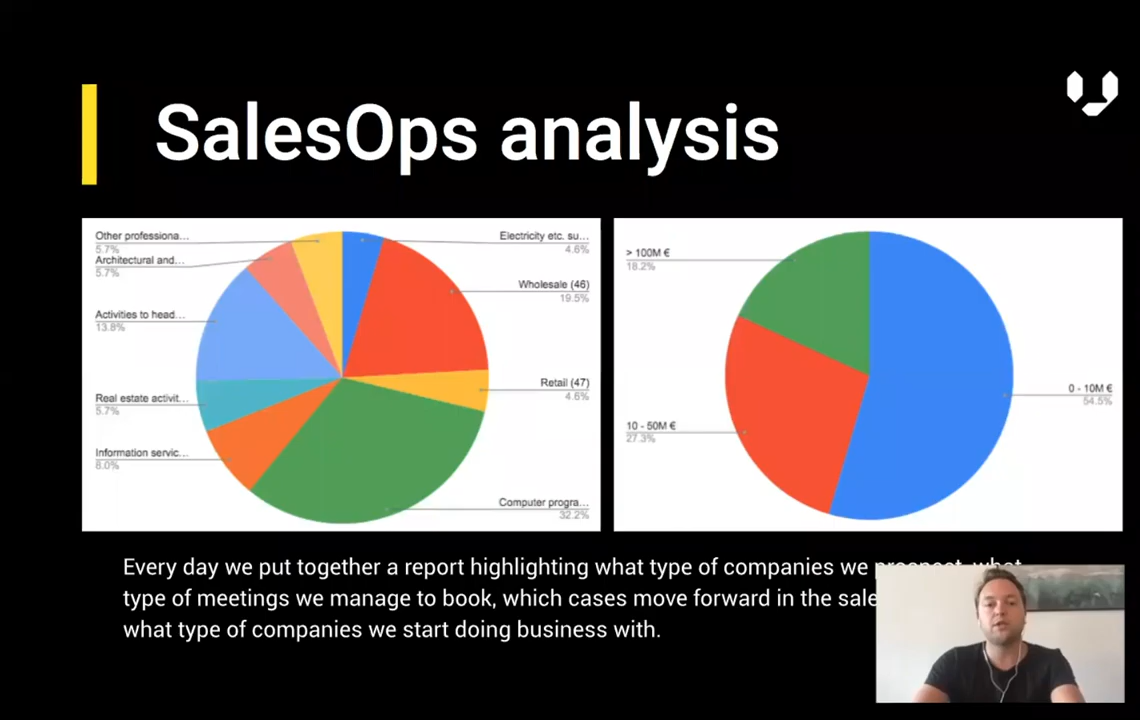 SalesOps analysis
Other professiona...
5.7%
Architectural and...
5.7%
Activities to head...
13.8%
Real estate activit...
5.7%
Information servic...
8.0%
Electricity etc. su...
4.6%
Wholesale (46)
19.5%
Retail (47)
4.6%
Computer progra...
32.2%
> 100M €
18.2%
10 - 50M €
27.3%
0 - 10M €
54.5%
Every day we put together a report highlighting what type of companies we prospect, what
type of meetings we manage to book, which cases move forward in the sale
what type of companies we start doing business with.